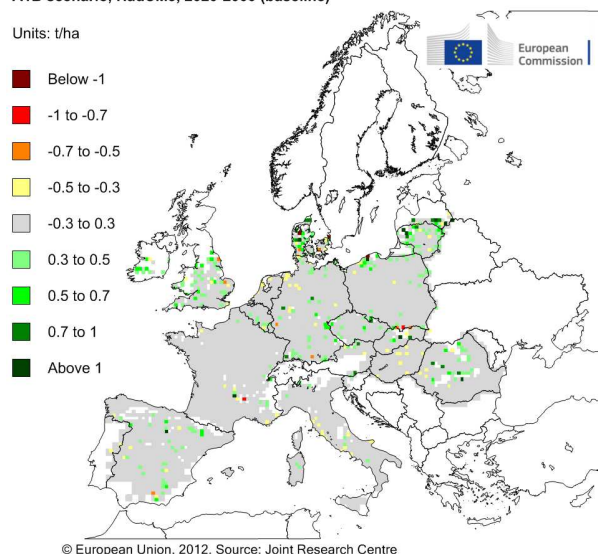 Units: t/ha
European
Commission
Below -1
-1 to -0.7
-0.7 to -0.5
-0.5 to -0.3
-0.3 to 0.3
0.3 to 0.5
0.5 to 0.7
0.7 to 1
Above 1
© European Union, 2012. Source: Joint Research Centre